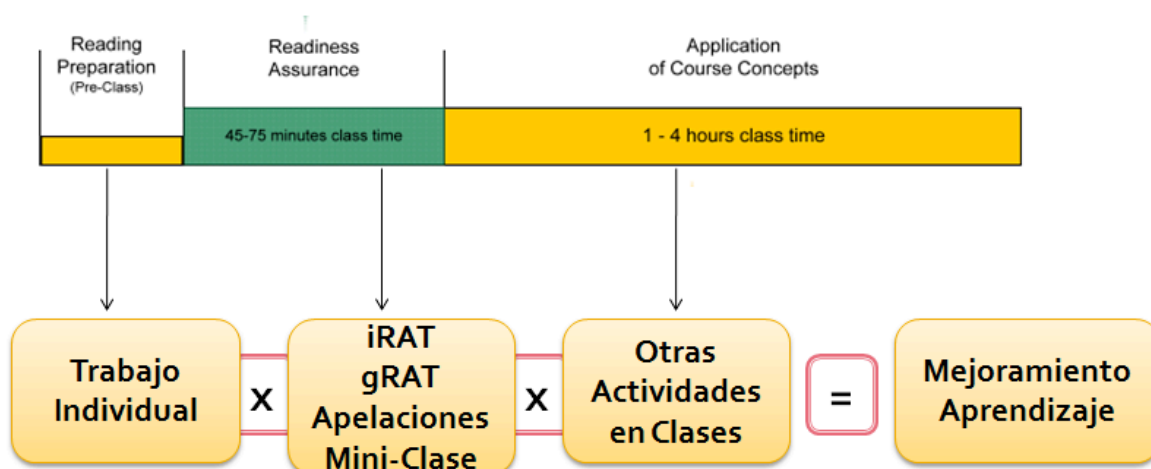 Reading
Preparation
(Pre-Class)
Readiness
Assurance
Application
of Course Concepts
45-75 minutes class time
1 - 4 hours class time
Trabajo
Individual
x
iRAT
gRAT
Apelaciones
Mini-Clase
x
Otras
Actividades
en Clases
=
Mejoramiento
Aprendizaje